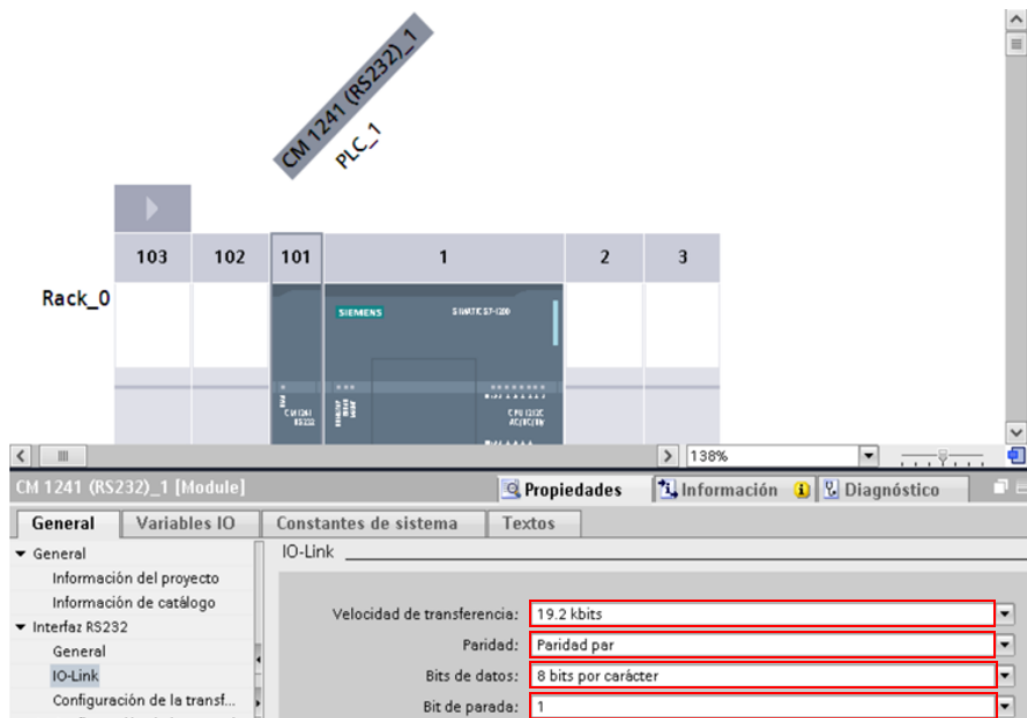 CM 1241 (RS232)_1
PLC_1
103 102 101 1 2 3
Rack_0
SIEMENS SIMATIC S7-1200
CM 1241 RS232
CPU 1212C AC/DC/Rly
138%
CM 1241 (RS232)_1 [Module] Propiedades Información Diagnóstico
General Variables IO Constantes de sistema Textos
General IO-Link
Información del proyecto
Información de catálogo
Velocidad de transferencia: 19.2 kbits
Interfaz RS232
Paridad: Paridad par
General
IO-Link Bits de datos: 8 bits por carácter
Configuración de la transf... Bit de parada: 1